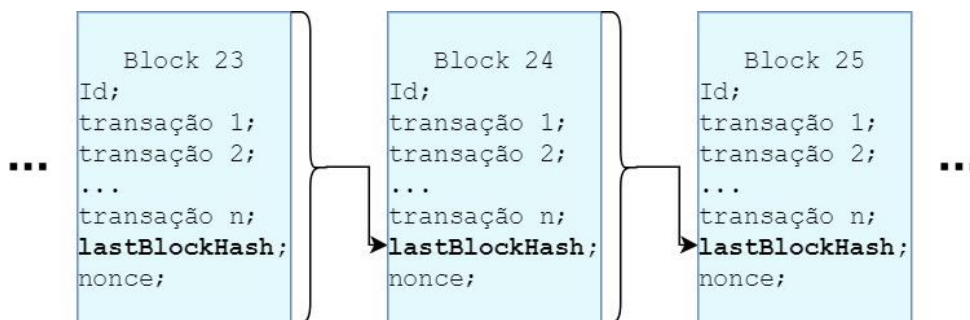 ...
Block 23
Id;
transação 1;
transação 2;
...
transação n;
lastBlockHash;
nonce;
Block 24
Id;
transação 1;
transação 2;
...
transação n;
lastBlockHash;
nonce;
Block 25
Id;
transação 1;
transação 2;
...
transação n;
lastBlockHash;
nonce;
...